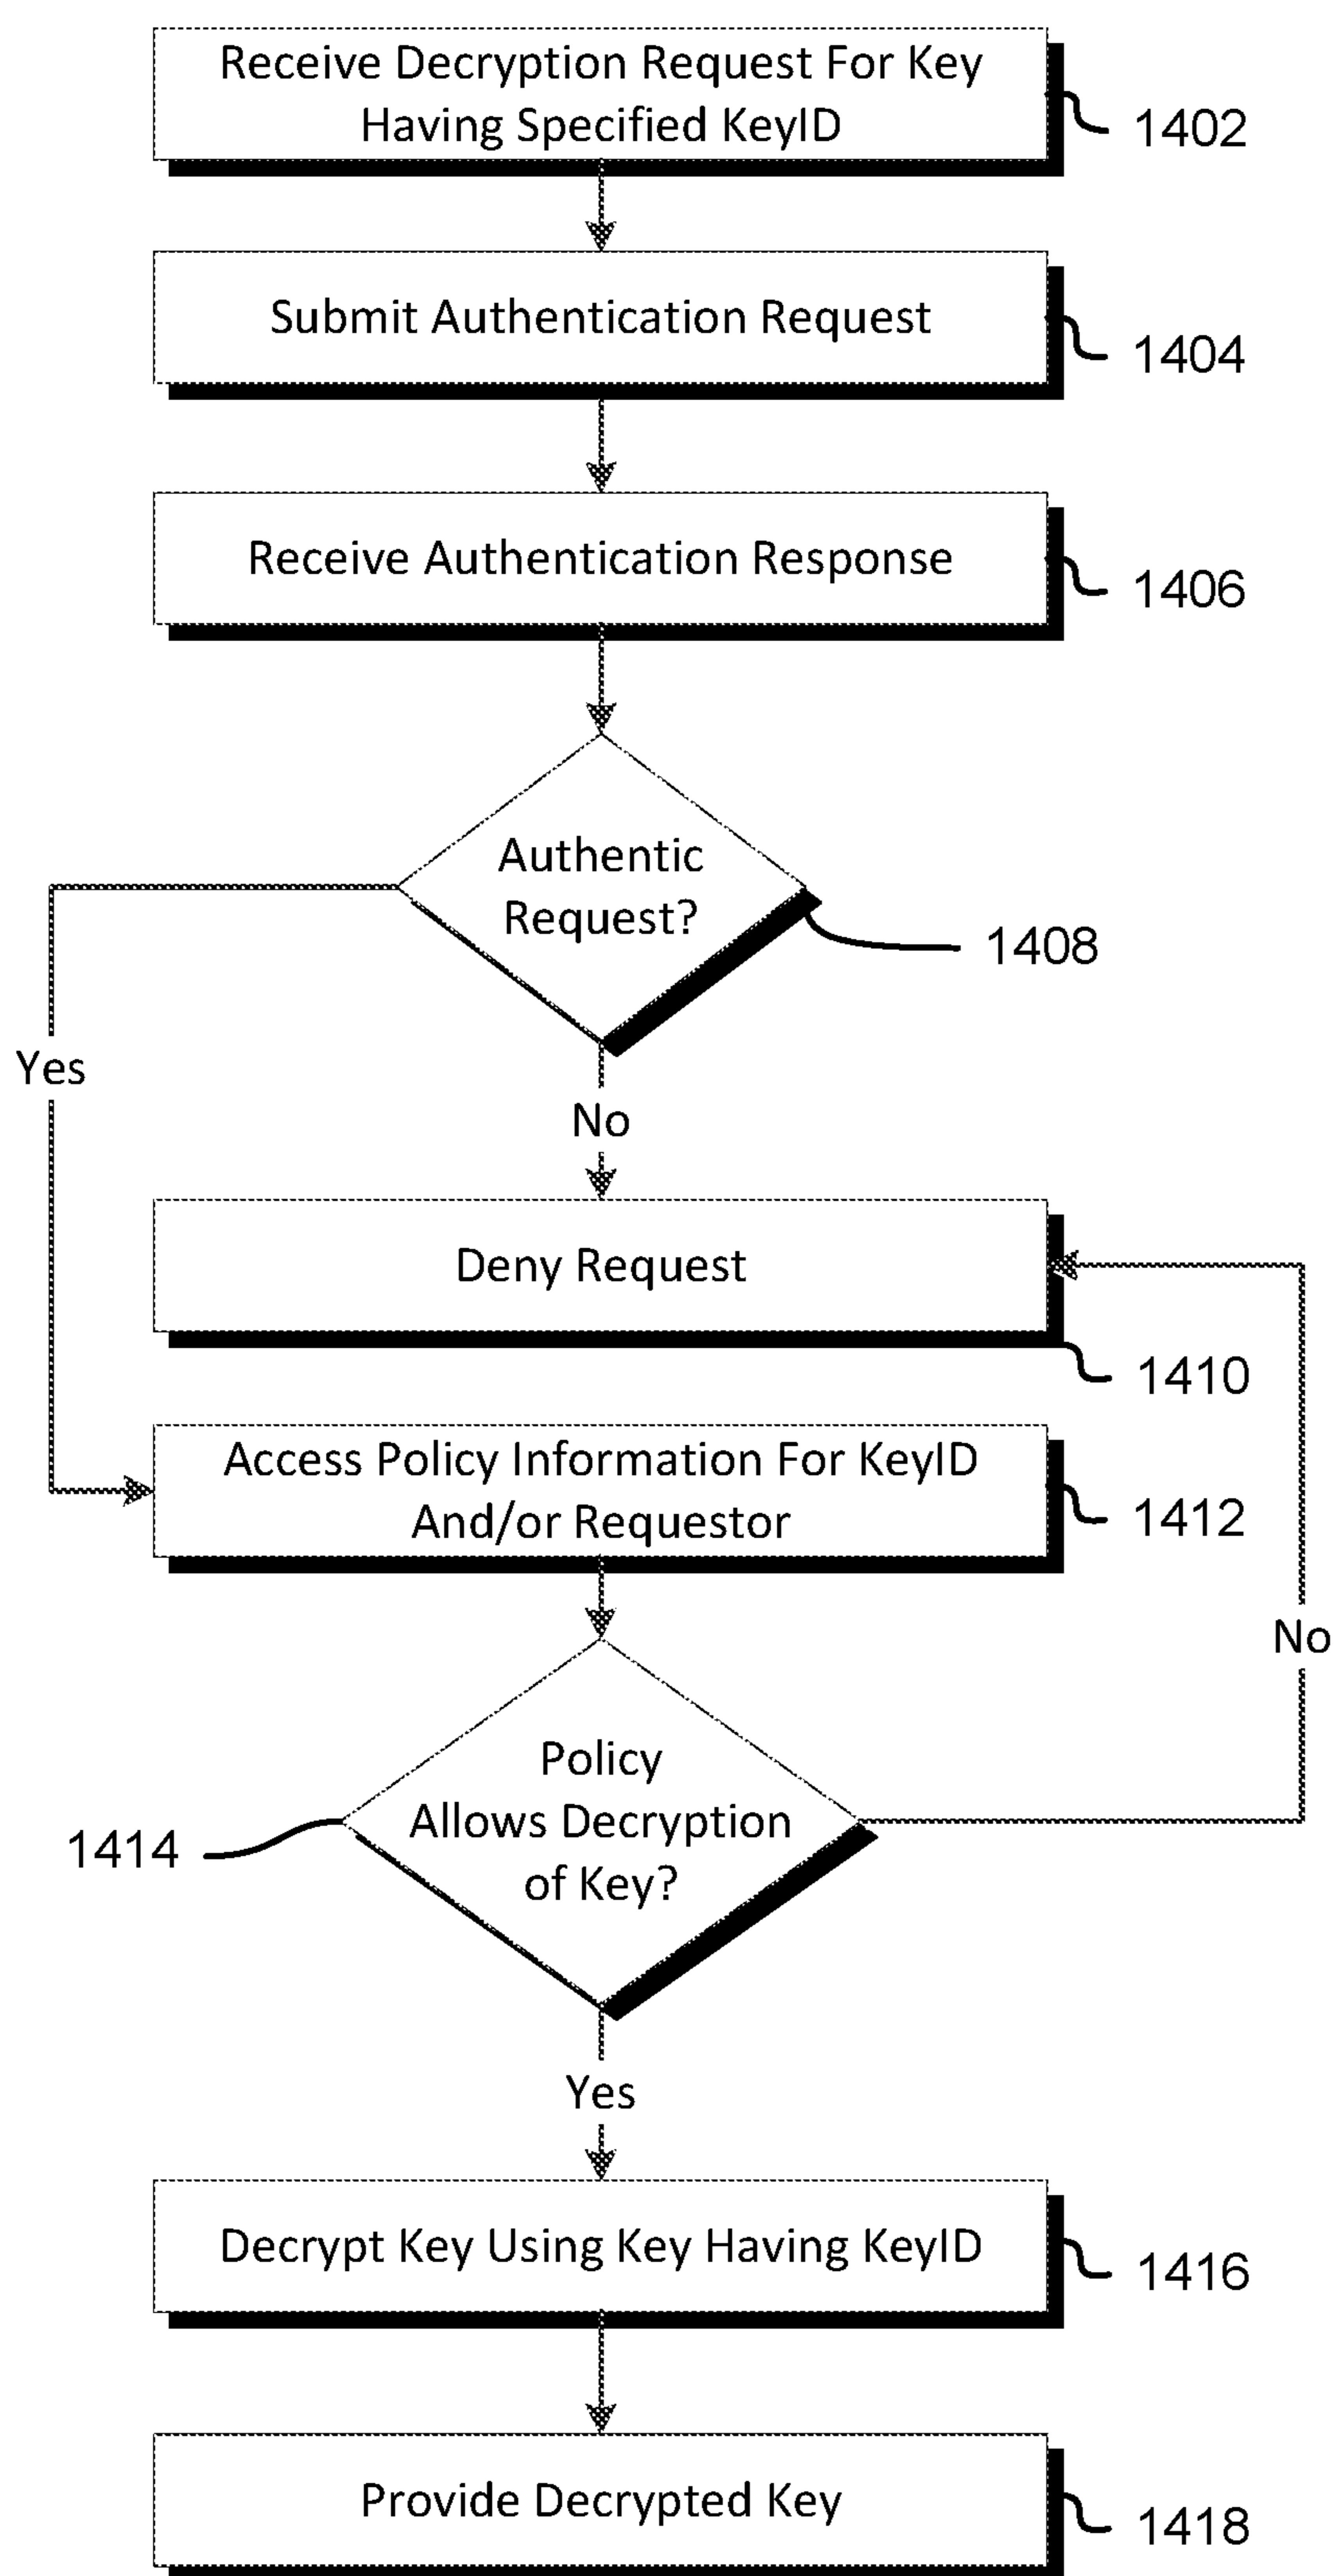 Receive Decryption Request For Key
Having Specified KeyID
1402
Submit Authentication Request
1404
Receive Authentication Response
1406
Authentic
Request?
1408
Yes
No
Deny Request
1410
Access Policy Information For KeyID
And/or Requestor
1412
No
Policy
Allows Decryption
of Key?
1414
Yes
Decrypt Key Using Key Having KeyID
1416
Provide Decrypted Key
1418